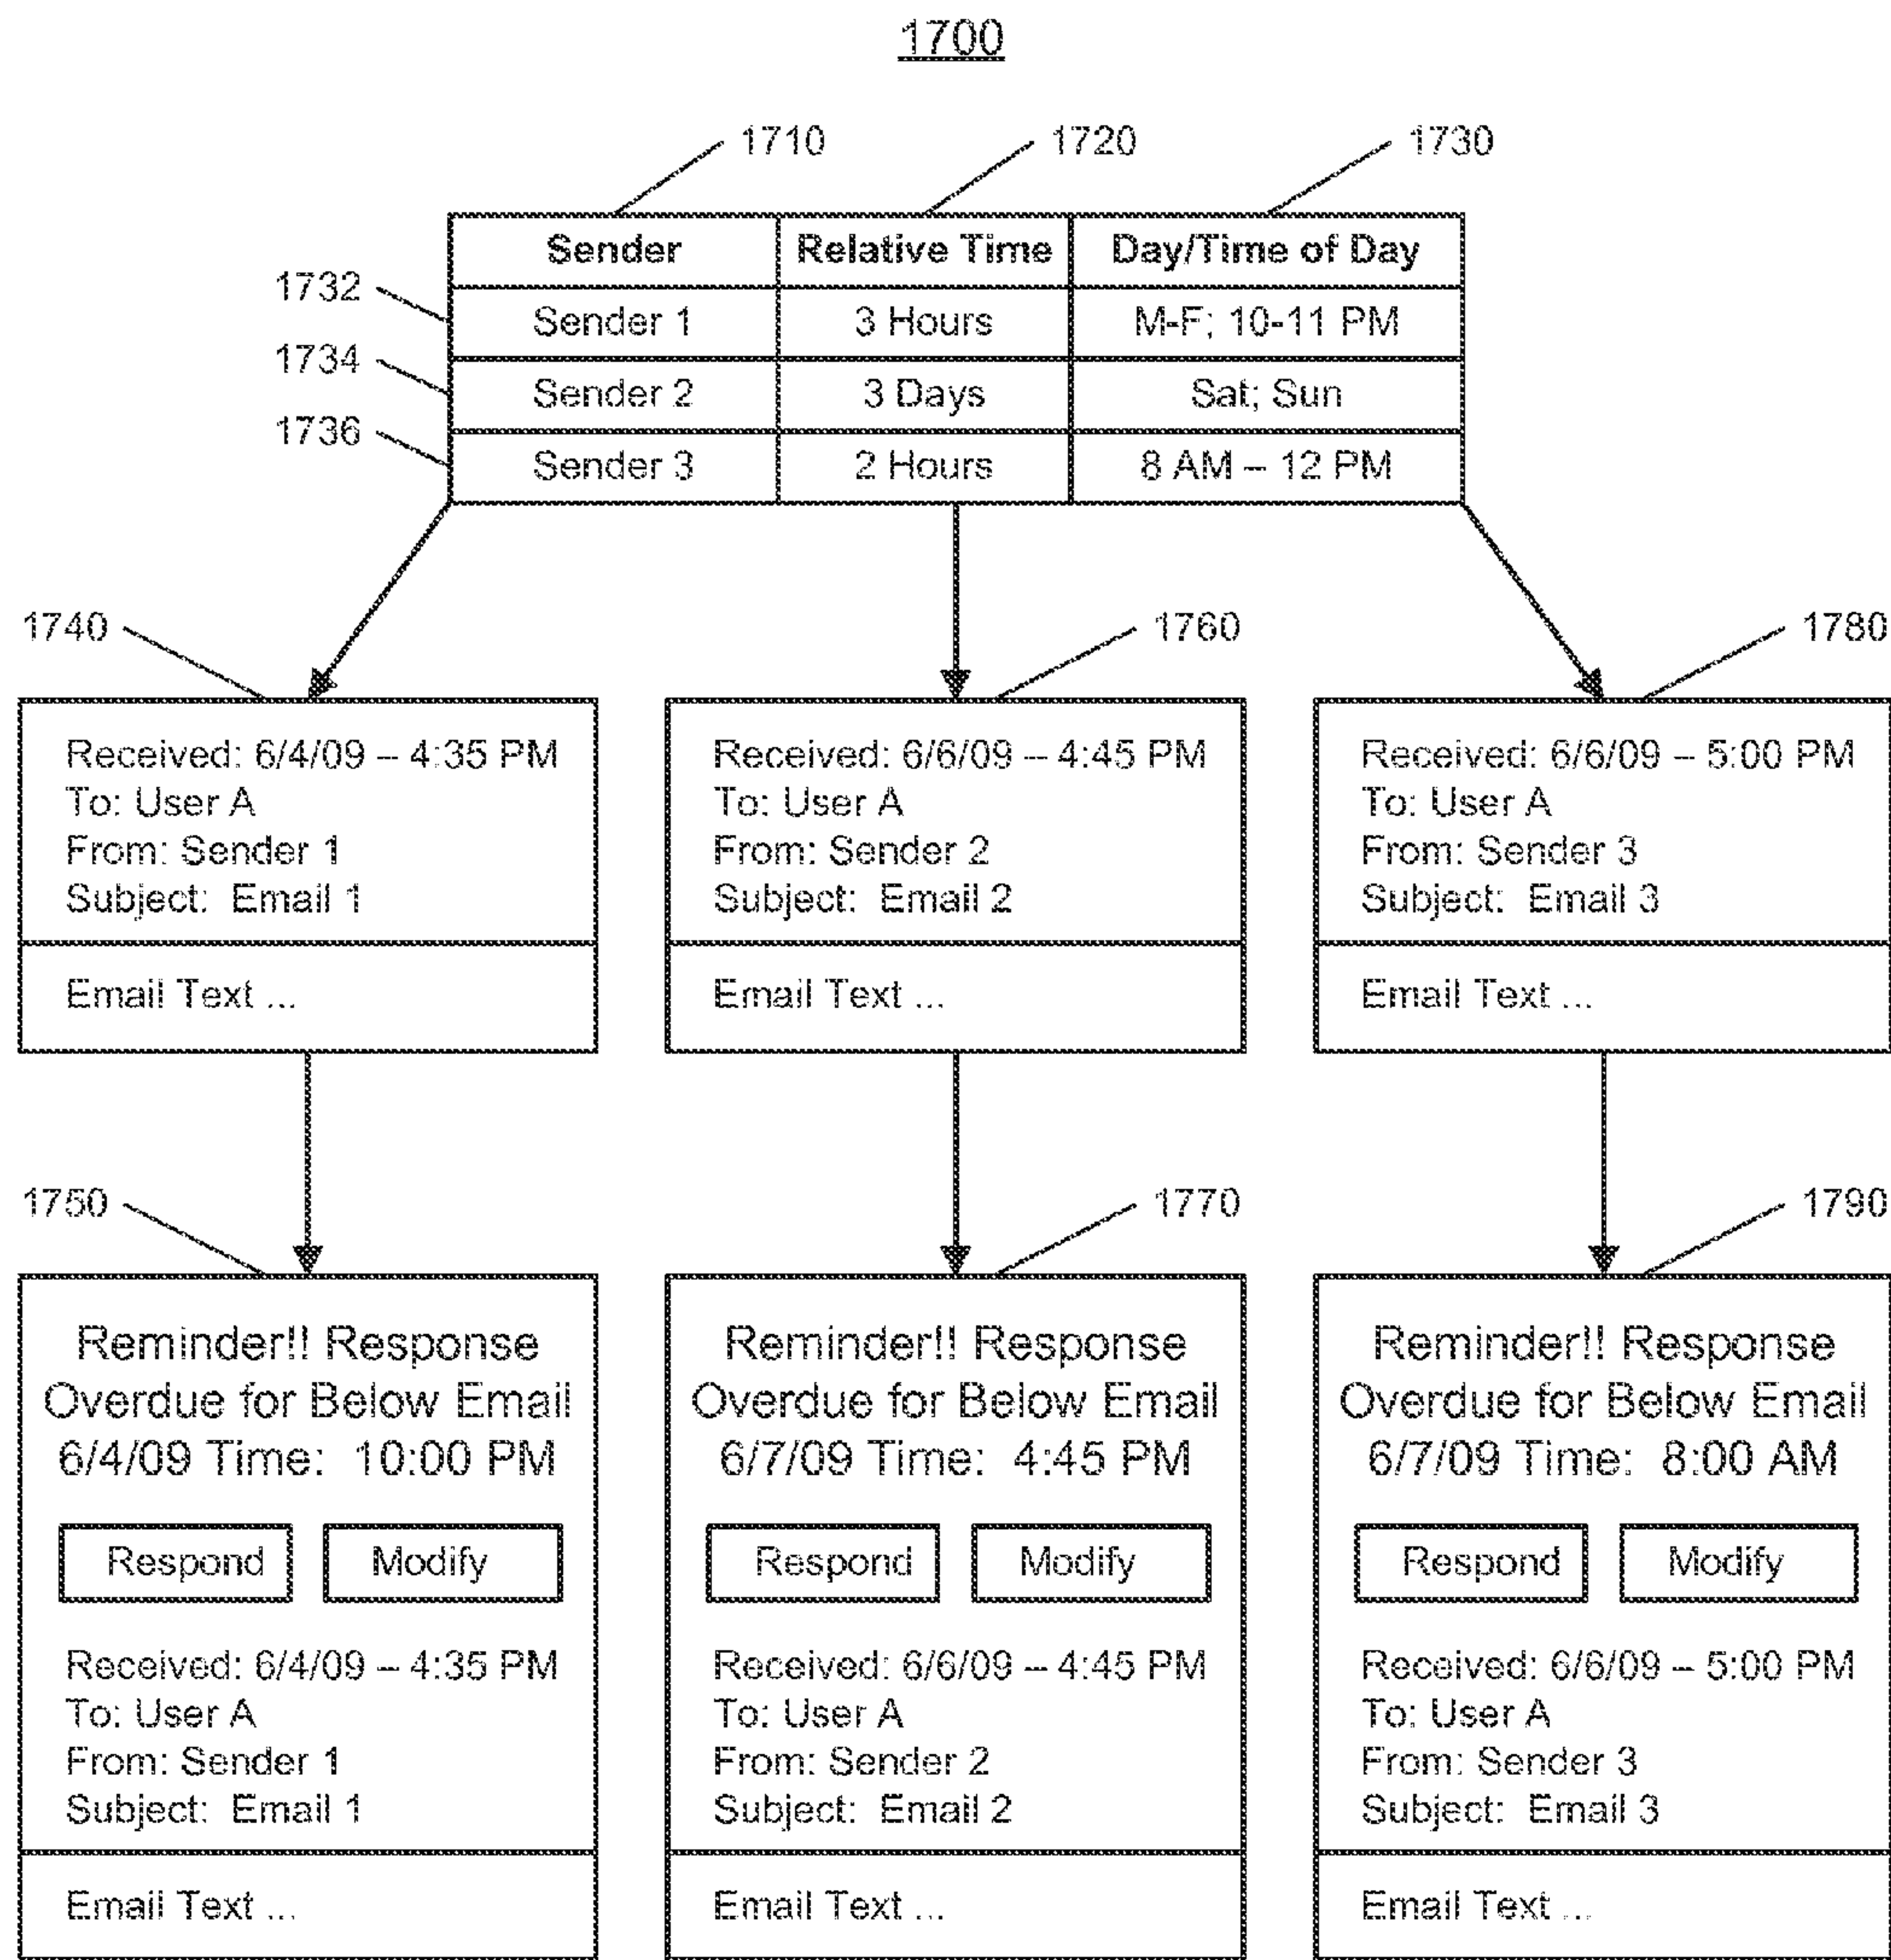 1700
1710 1720 1730
Sender Relative Time Day/Time of Day
1732
Sender 1 3 Hours M-F; 10-11 PM
1734
Sender 2 3 Days Sat; Sun
1736
Sender 3 2 Hours 8 AM – 12 PM
1740
Received: 6/4/09 – 4:35 PM
To: User A
From: Sender 1
Subject: Email 1
Email Text ...
1760
Received: 6/6/09 – 4:45 PM
To: User A
From: Sender 2
Subject: Email 2
Email Text ...
1780
Received: 6/6/09 – 5:00 PM
To: User A
From: Sender 3
Subject: Email 3
Email Text ...
1750
Reminder!! Response
Overdue for Below Email
6/4/09 Time: 10:00 PM
Respond Modify
Received: 6/4/09 – 4:35 PM
To: User A
From: Sender 1
Subject: Email 1
Email Text ...
1770
Reminder!! Response
Overdue for Below Email
6/7/09 Time: 4:45 PM
Respond Modify
Received: 6/6/09 – 4:45 PM
To: User A
From: Sender 2
Subject: Email 2
Email Text ...
1790
Reminder!! Response
Overdue for Below Email
6/7/09 Time: 8:00 AM
Respond Modify
Received: 6/6/09 – 5:00 PM
To: User A
From: Sender 3
Subject: Email 3
Email Text ...